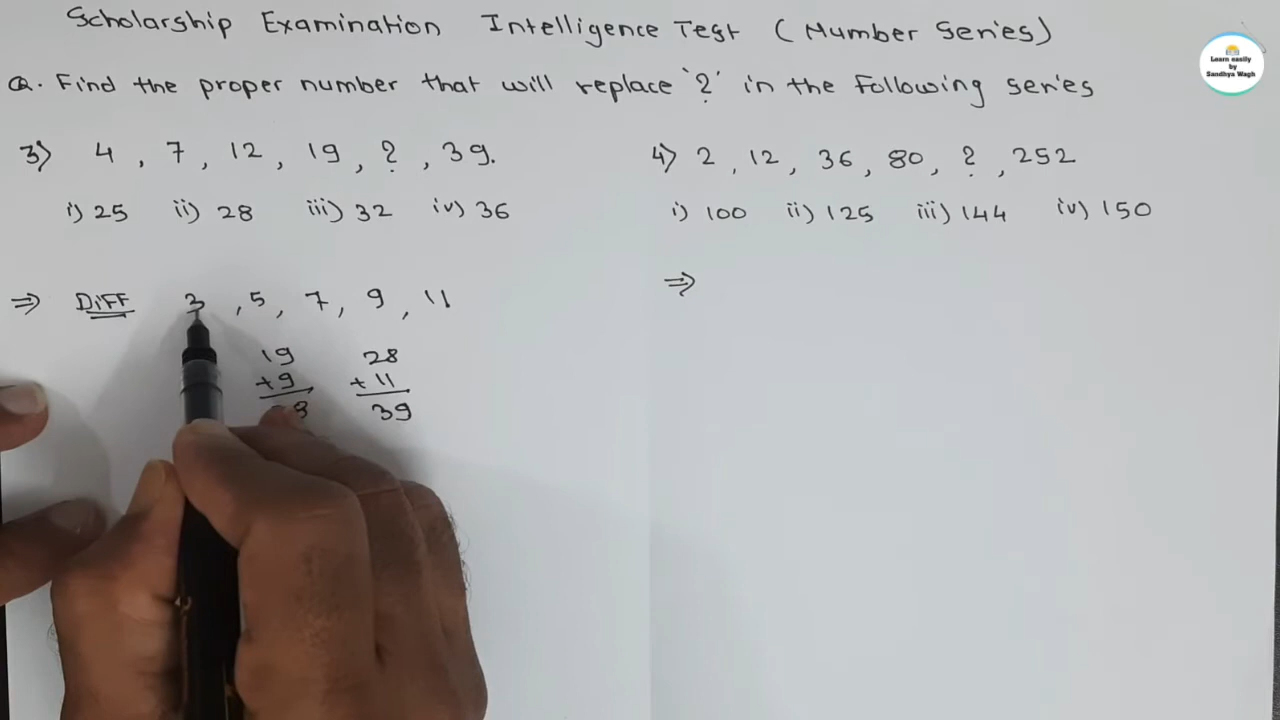 Scholarship Examination Intelligence Test (Number Series)
Learn easily
by
Sandhya Wagh
Q. Find the proper number that will replace '?' in the following series
3) 4, 7, 12, 19, ?, 39.
i) 25 ii) 28 iii) 32 iv) 36
⇒ DIFF 3, 5, 7, 9, 11
19 28
+9 +11
39
4) 2, 12, 36, 80, ?, 252
i) 100 ii) 125 iii) 144 iv) 150
⇒